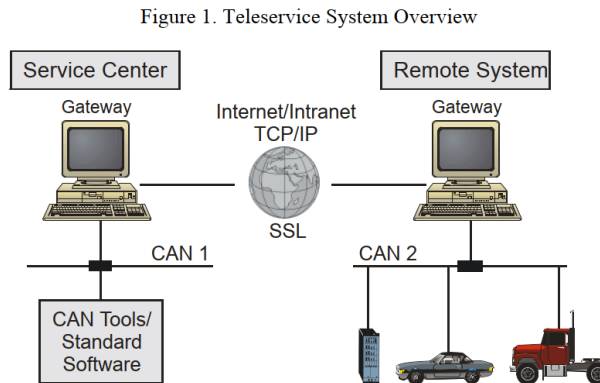 Figure 1. Teleservice System Overview
Service Center
Remote System
Gateway
Internet/Intranet
TCP/IP
Gateway
SSL
CAN 1
CAN 2
CAN Tools/
Standard
Software